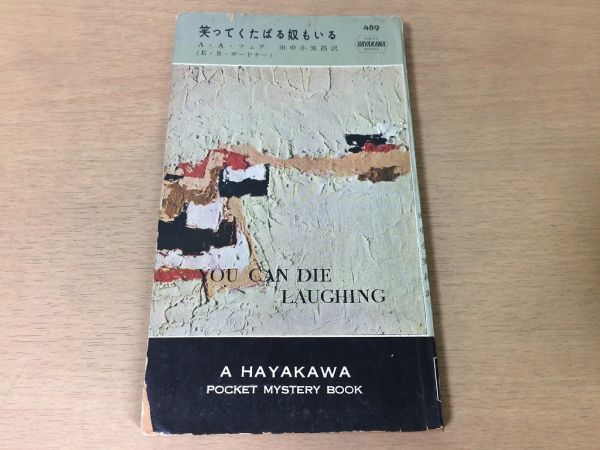 笑ってくたばる奴もいる
A・A・フェア 田中小実昌訳
(E・S・ガードナー)
489
HAYAKAWA
YOU CAN DIE
LAUGHING
A HAYAKAWA
POCKET MYSTERY BOOK